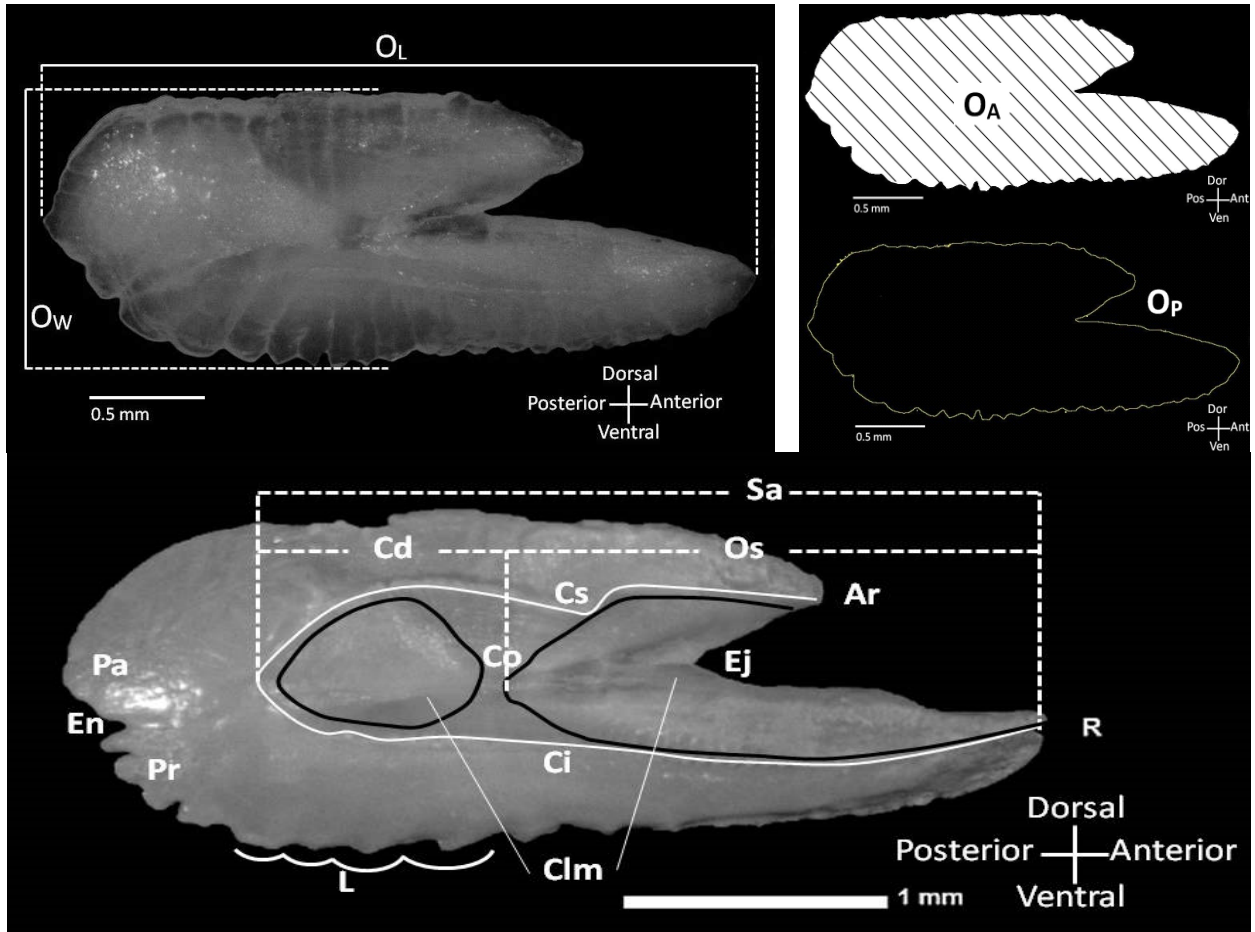 OL
OW
0.5 mm
Dorsal
Posterior Anterior
Ventral
OA
0.5 mm
Dor
Pos Ant
Ven
OP
0.5 mm
Dor
Pos Ant
Ven
Sa
Cd Os
Cs Ar
Co Ej
Pa
En
R
Pr
Ci
L
Clm
1 mm
Dorsal
Posterior Anterior
Ventral